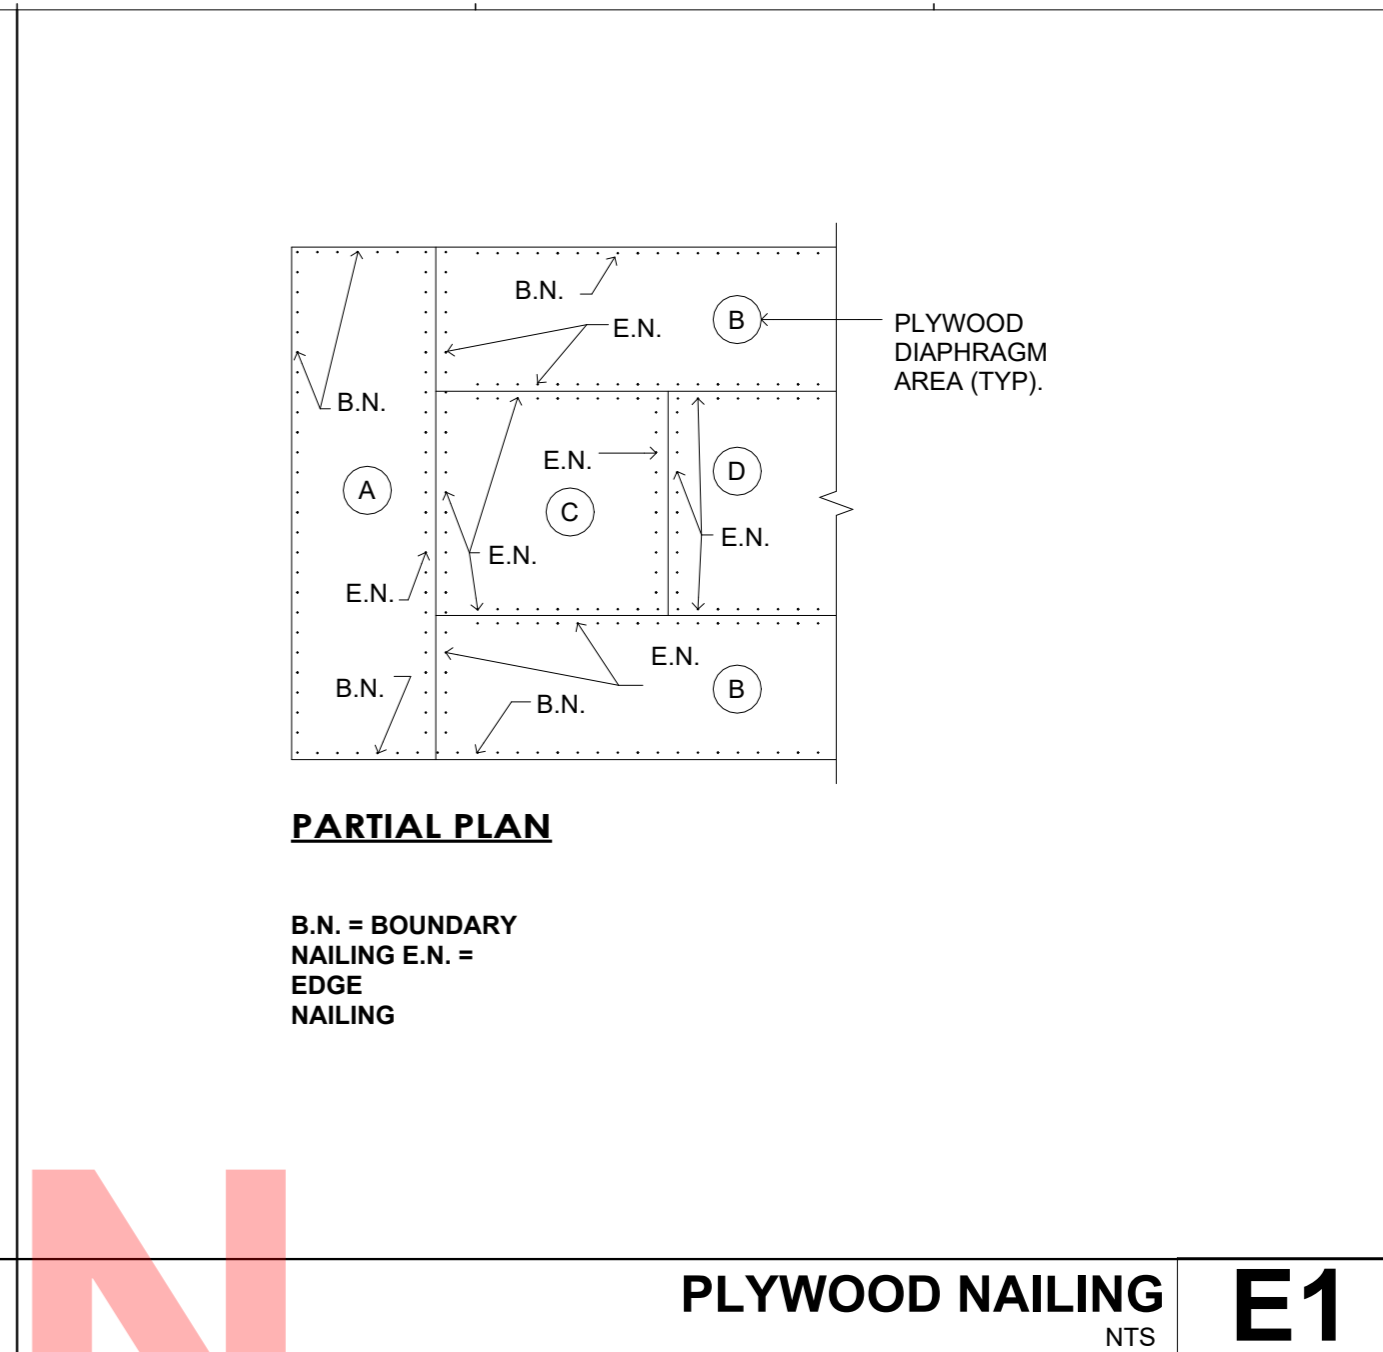 B.N.
E.N.
B
PLYWOOD
DIAPHRAGM
AREA (TYP).
B.N.
E.N.
D
A
C
E.N.
E.N.
E.N.
E.N.
B.N.
B.N.
B
PARTIAL PLAN
B.N. = BOUNDARY
NAILING E.N. =
EDGE
NAILING
N
PLYWOOD NAILING
NTS
E1